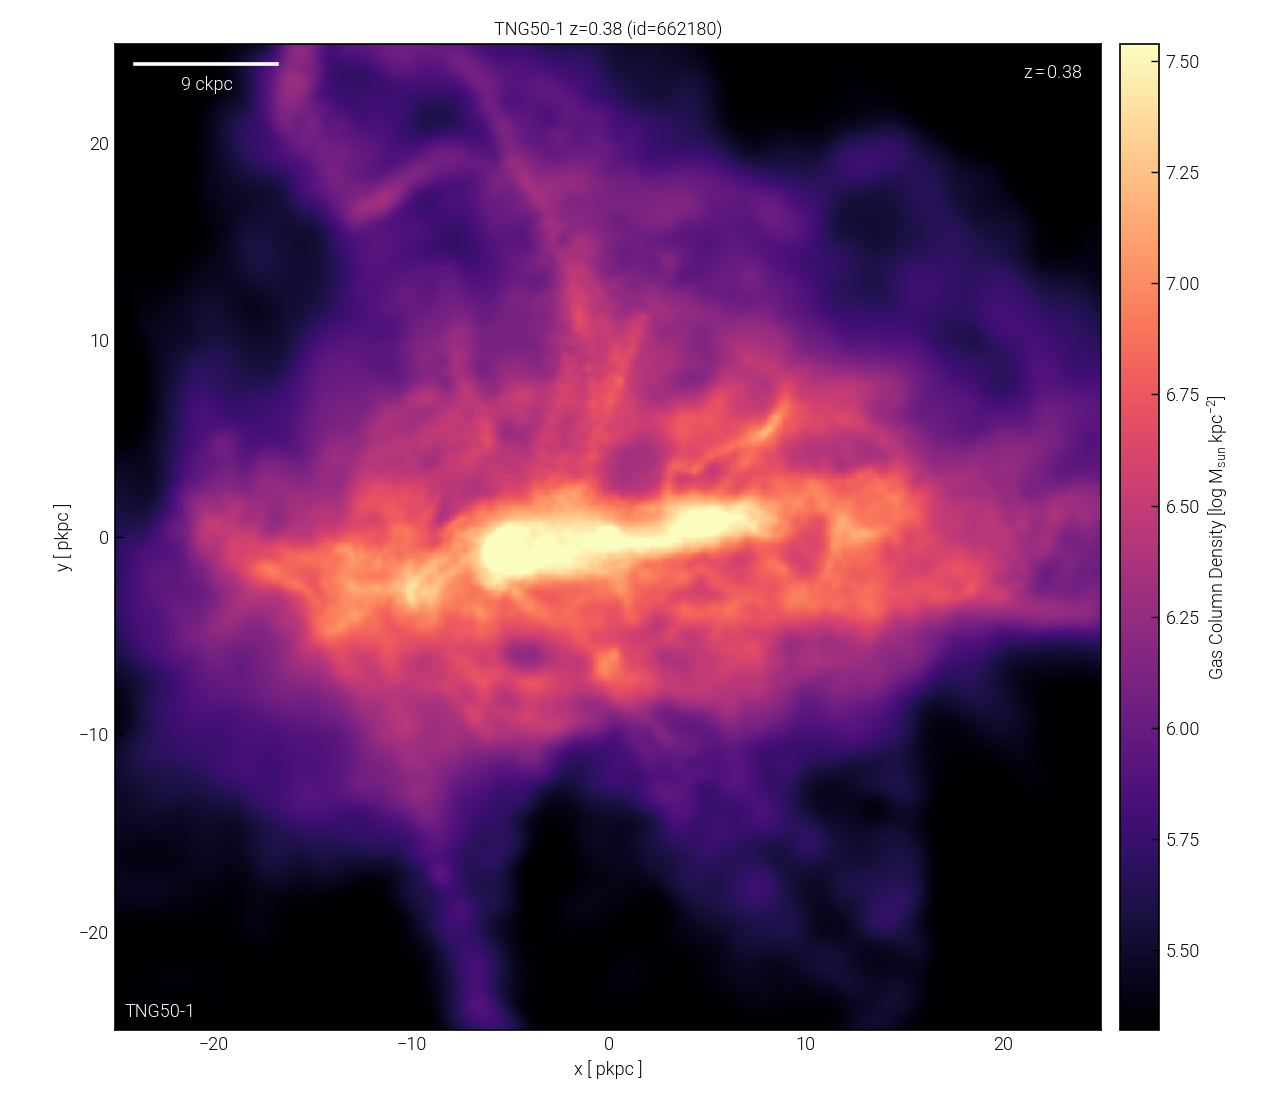 TNG50-1 z=0.38 (id=662180)
9 ckpc
z=0.38
TNG50-1
20
10
0
−10
−20
y [ pkpc ]
−20
−10
0
10
20
x [ pkpc ]
7.50
7.25
7.00
6.75
6.50
6.25
6.00
5.75
5.50
Gas Column Density [log M_sun kpc^−2]